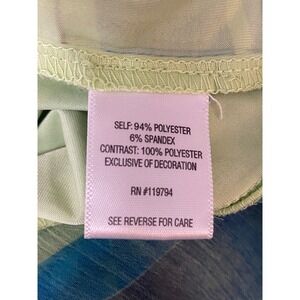 SELF: 94% POLYESTER
6% SPANDEX
CONTRAST: 100% POLYESTER
EXCLUSIVE OF DECORATION
RN #119794
SEE REVERSE FOR CARE